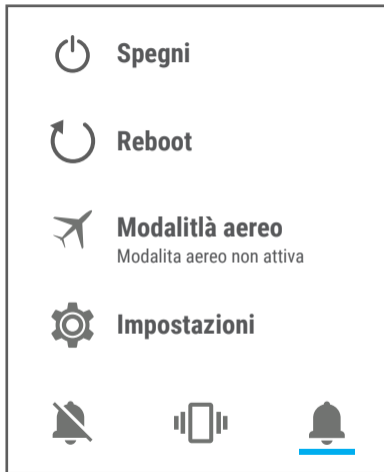 Spegni
Reboot
Modalitlà aereo
Modalita aereo non attiva
Impostazioni